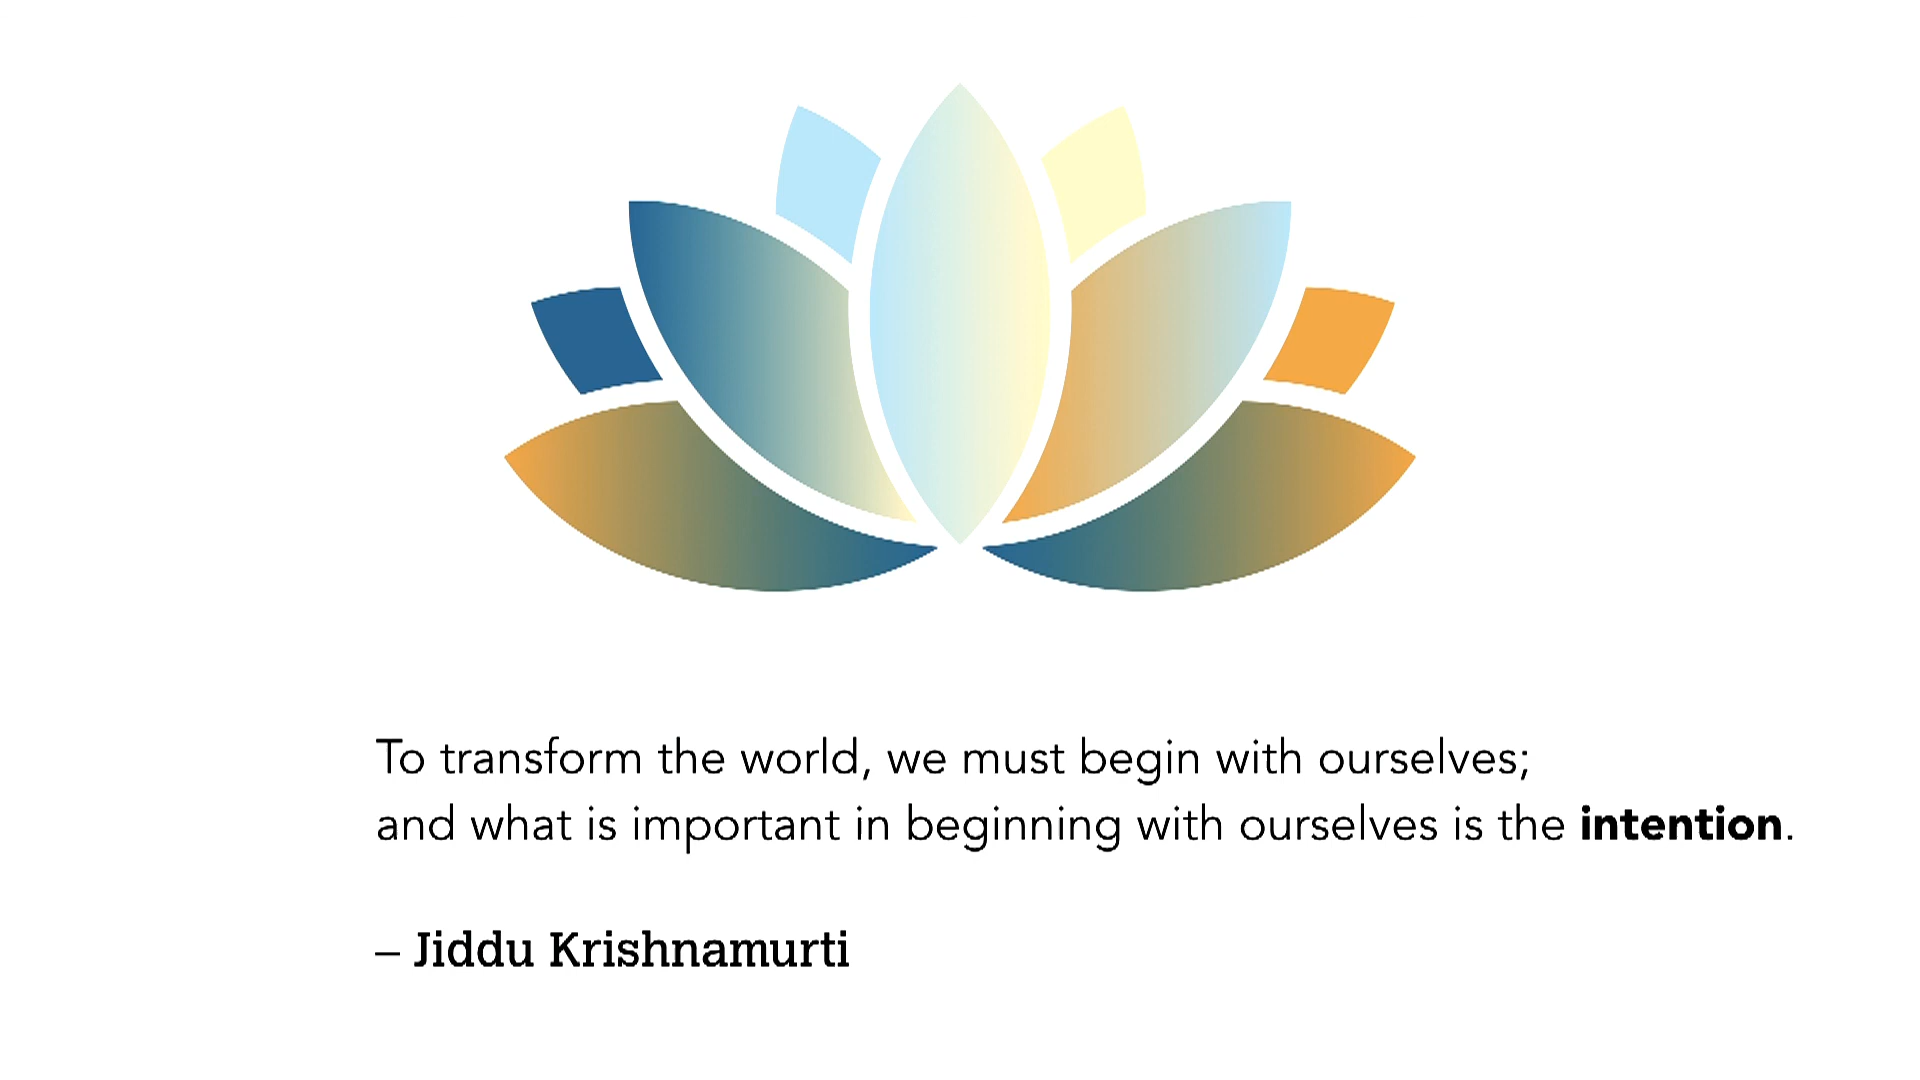 To transform the world, we must begin with ourselves;
and what is important in beginning with ourselves is the intention.
– Jiddu Krishnamurti